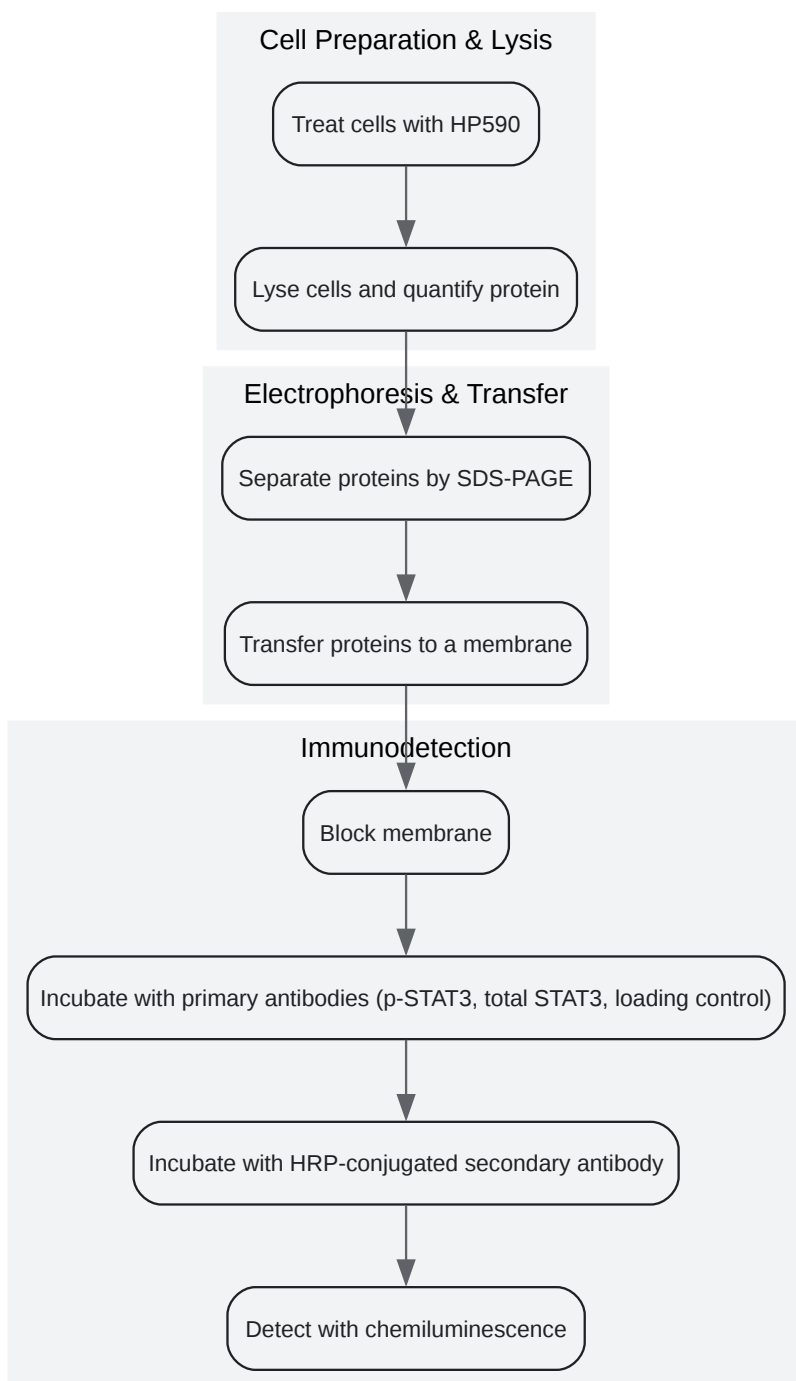 Cell Preparation & Lysis
Treat cells with HP590
Lyse cells and quantify protein
Electrophoresis & Transfer
Separate proteins by SDS-PAGE
Transfer proteins to a membrane
Immunodetection
Block membrane
Incubate with primary antibodies (p-STAT3, total STAT3, loading control)
Incubate with HRP-conjugated secondary antibody
Detect with chemiluminescence